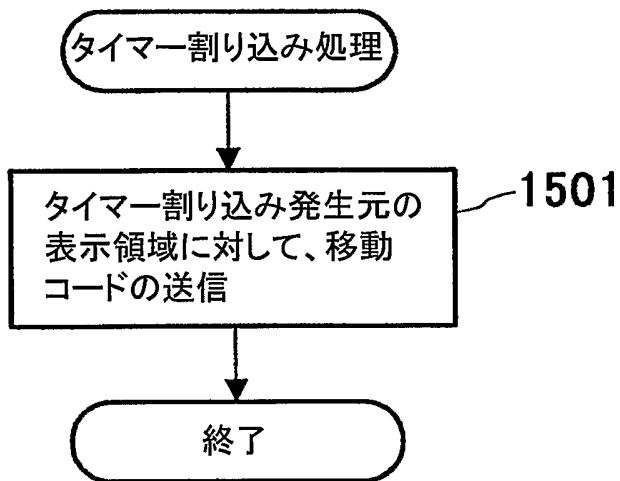 タイマー割り込み処理
タイマー割り込み発生元の
表示領域に対して、移動
コードの送信
1501
終了